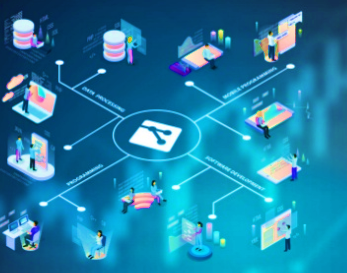 DATA PROCESSING
MOBILE PROGRAMMING
PROGRAMMING
SOFTWARE DEVELOPMENT